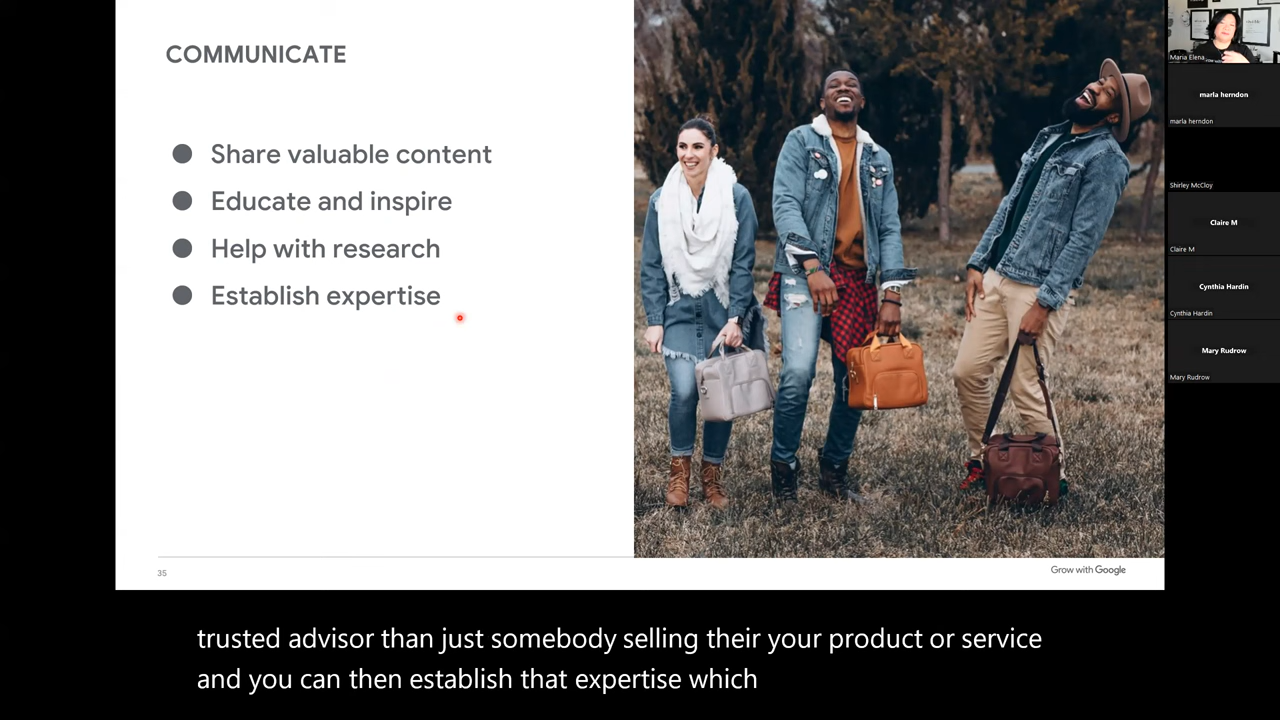 COMMUNICATE
Share valuable content
Educate and inspire
Help with research
Establish expertise
35
Grow with Google
trusted advisor than just somebody selling their your product or service
and you can then establish that expertise which
Maria Elena
marla herndon
marla herndon
Shirley McCloy
Claire M
Claire M
Cynthia Hardin
Cynthia Hardin
Mary Rudrow
Mary Rudrow